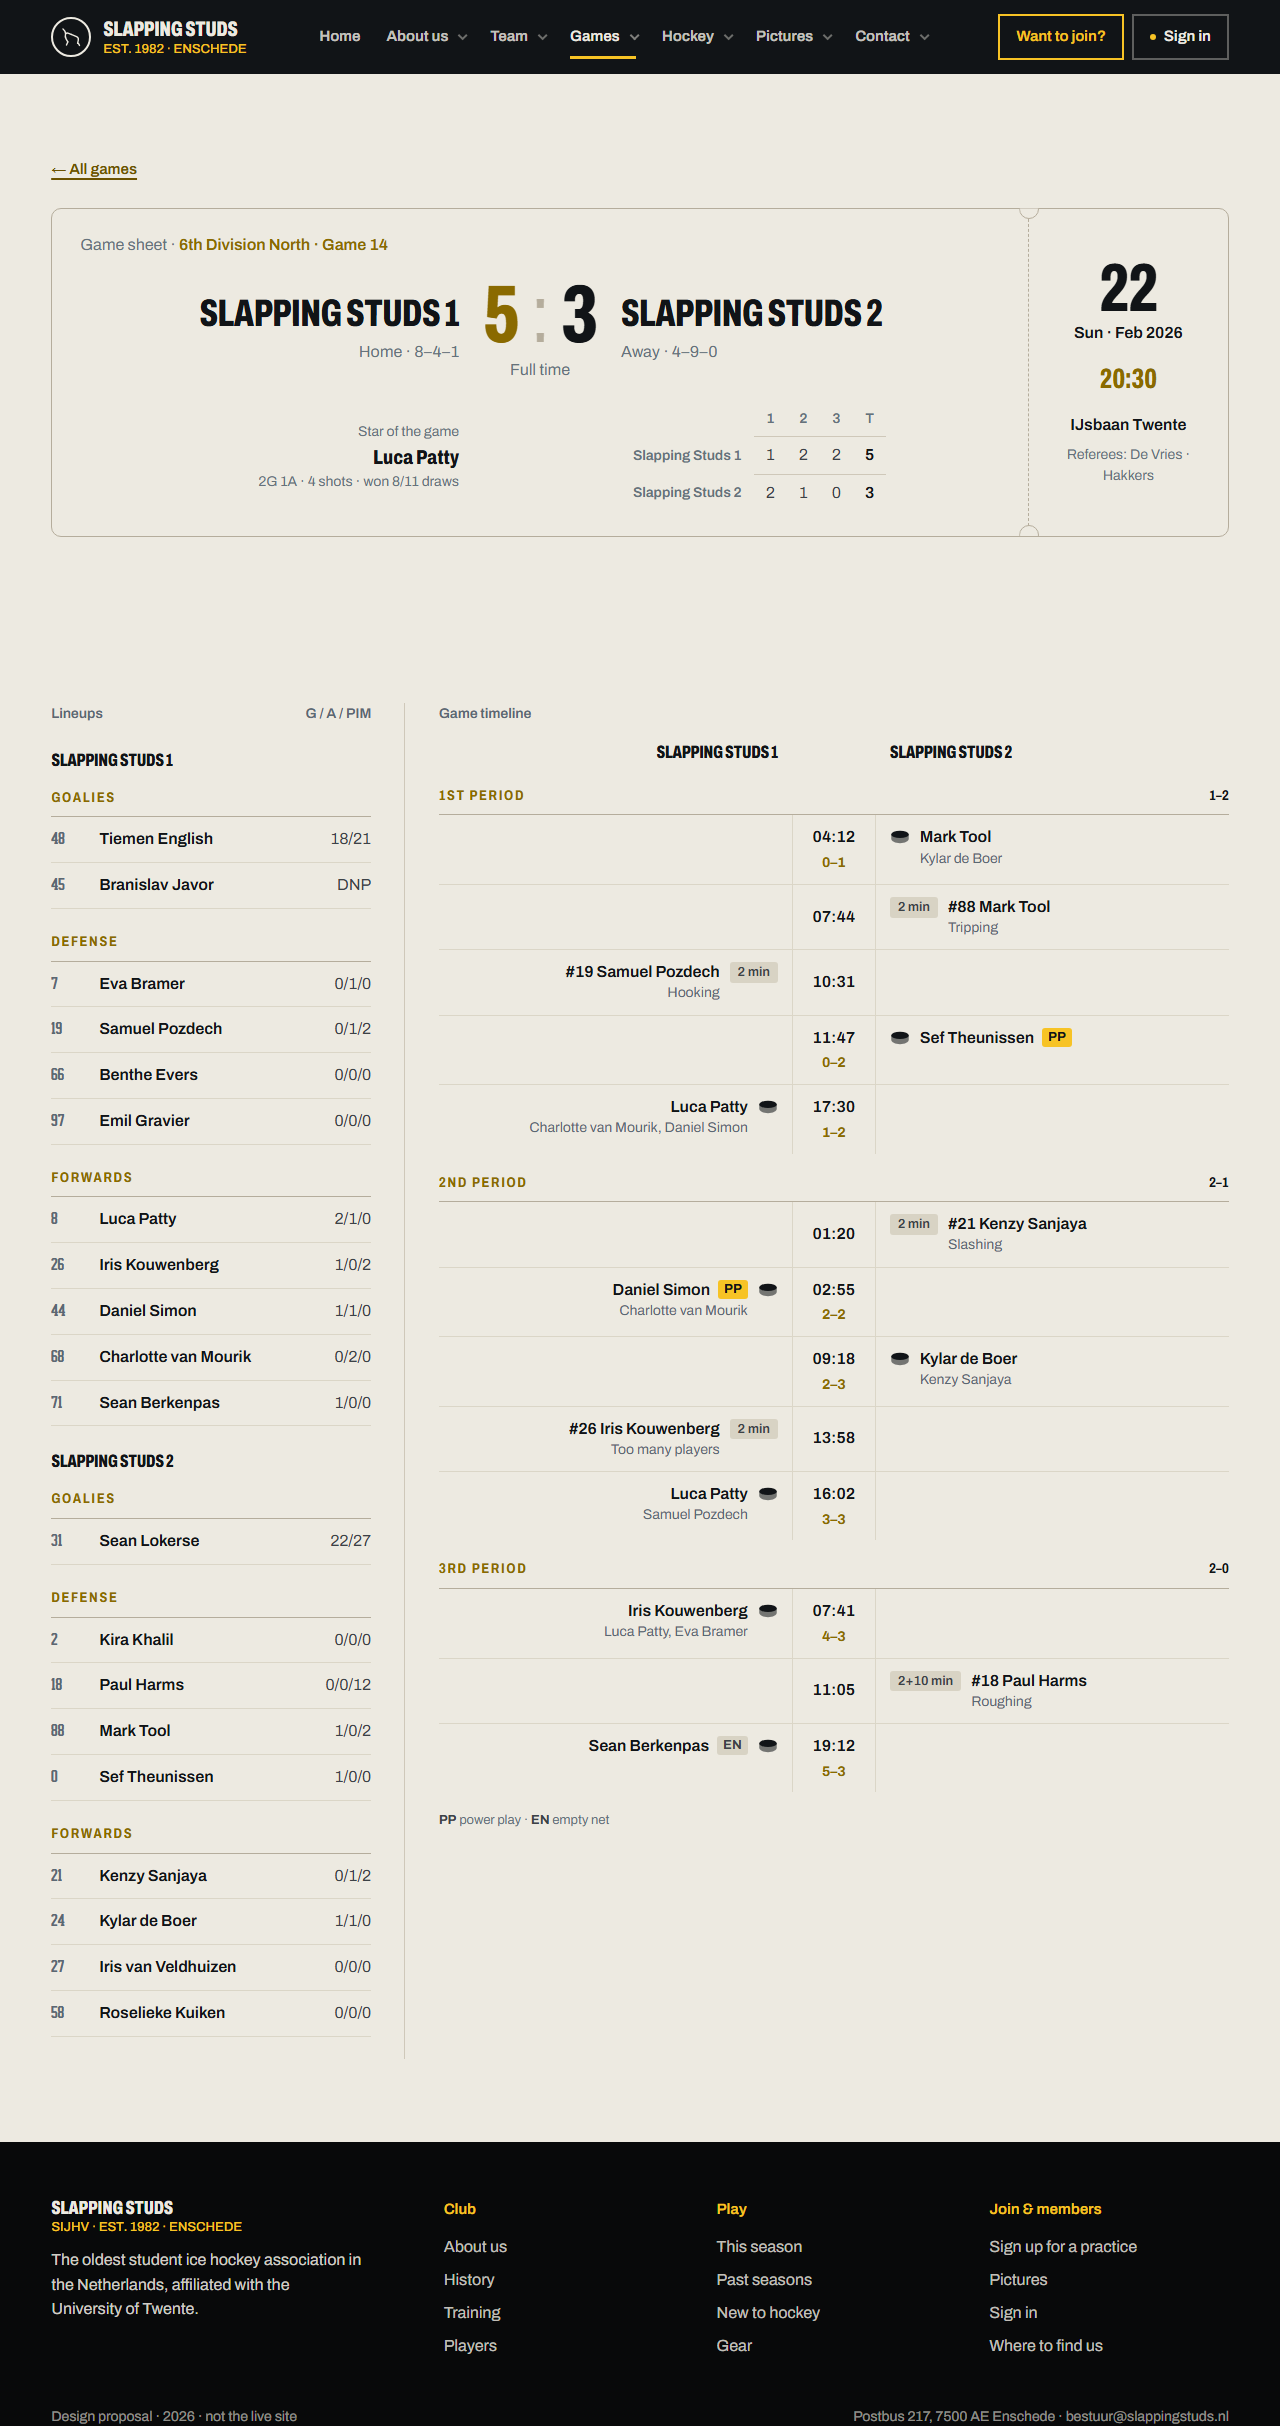 SLAPPING STUDS
EST. 1982 · ENSCHEDE
Home About us Team Games Hockey Pictures Contact
Want to join? Sign in
← All games
Game sheet · 6th Division North · Game 14
SLAPPING STUDS 1 5 : 3 SLAPPING STUDS 2
Home · 8–4–1
Away · 4–9–0
Full time
Star of the game
Luca Patty
2G 1A · 4 shots · won 8/11 draws
1 2 3 T
Slapping Studs 1 1 2 2 5
Slapping Studs 2 2 1 0 3
22
Sun · Feb 2026
20:30
IJsbaan Twente
Referees: De Vries ·
Hakkers
Lineups G / A / PIM
SLAPPING STUDS 1
GOALIES
48 Tiemen English 18/21
45 Branislav Javor DNP
DEFENSE
7 Eva Bramer 0/1/0
19 Samuel Pozdech 0/1/2
66 Benthe Evers 0/0/0
97 Emil Gravier 0/0/0
FORWARDS
8 Luca Patty 2/1/0
26 Iris Kouwenberg 1/0/2
44 Daniel Simon 1/1/0
68 Charlotte van Mourik 0/2/0
71 Sean Berkenpas 1/0/0
SLAPPING STUDS 2
GOALIES
31 Sean Lokerse 22/27
DEFENSE
2 Kira Khalil 0/0/0
18 Paul Harms 0/0/12
88 Mark Tool 1/0/2
0 Sef Theunissen 1/0/0
FORWARDS
21 Kenzy Sanjaya 0/1/2
24 Kylar de Boer 1/1/0
27 Iris van Veldhuizen 0/0/0
58 Roselieke Kuiken 0/0/0
Game timeline
SLAPPING STUDS 1 SLAPPING STUDS 2
1ST PERIOD 1–2
04:12 Mark Tool
0–1 Kylar de Boer
07:44 2 min #88 Mark Tool
Tripping
#19 Samuel Pozdech 2 min 10:31
Hooking
11:47 Sef Theunissen PP
0–2
Luca Patty 17:30
Charlotte van Mourik, Daniel Simon 1–2
2ND PERIOD 2–1
01:20 2 min #21 Kenzy Sanjaya
Slashing
Daniel Simon PP 02:55
Charlotte van Mourik 2–2
09:18 Kylar de Boer
2–3 Kenzy Sanjaya
#26 Iris Kouwenberg 2 min 13:58
Too many players
Luca Patty 16:02
Samuel Pozdech 3–3
3RD PERIOD 2–0
Iris Kouwenberg 07:41
Luca Patty, Eva Bramer 4–3
11:05 2+10 min #18 Paul Harms
Roughing
Sean Berkenpas EN 19:12
5–3
PP power play · EN empty net
SLAPPING STUDS
SIJHV · EST. 1982 · ENSCHEDE
The oldest student ice hockey association in
the Netherlands, affiliated with the
University of Twente.
Club
About us
History
Training
Players
Play
This season
Past seasons
New to hockey
Gear
Join & members
Sign up for a practice
Pictures
Sign in
Where to find us
Design proposal · 2026 · not the live site
Postbus 217, 7500 AE Enschede · bestuur@slappingstuds.nl